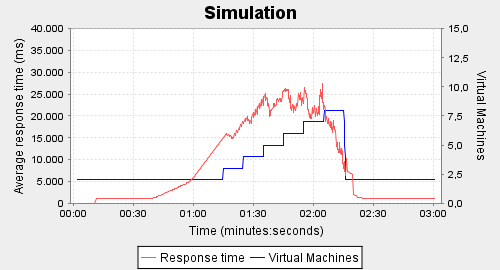 Simulation
Average response time (ms)
40.000
35.000
30.000
25.000
20.000
15.000
10.000
5.000
0
15,0
12,5
10,0
7,5
5,0
2,5
0,0
Virtual Machines
00:00 00:30 01:00 01:30 02:00 02:30 03:00
Time (minutes:seconds)
Response time Virtual Machines